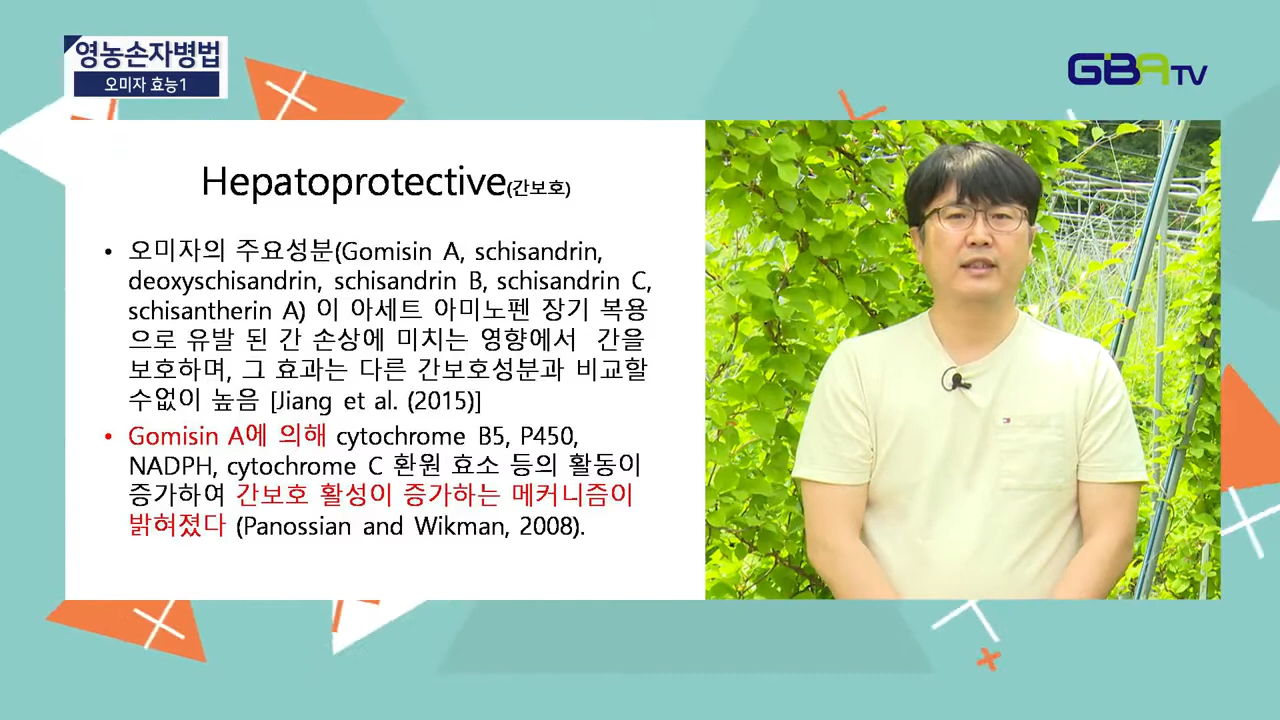 영농손자병법
오미자 효능1
GBA TV
Hepatoprotective(간보호)
• 오미자의 주요성분(Gomisin A, schisandrin,
deoxyschisandrin, schisandrin B, schisandrin C,
schisantherin A) 이 아세트 아미노펜 장기 복용
으로 유발 된 간 손상에 미치는 영향에서 간을
보호하며, 그 효과는 다른 간보호성분과 비교할
수없이 높음 [Jiang et al. (2015)]
• Gomisin A에 의해 cytochrome B5, P450,
NADPH, cytochrome C 환원 효소 등의 활동이
증가하여 간보호 활성이 증가하는 메커니즘이
밝혀졌다 (Panossian and Wikman, 2008).